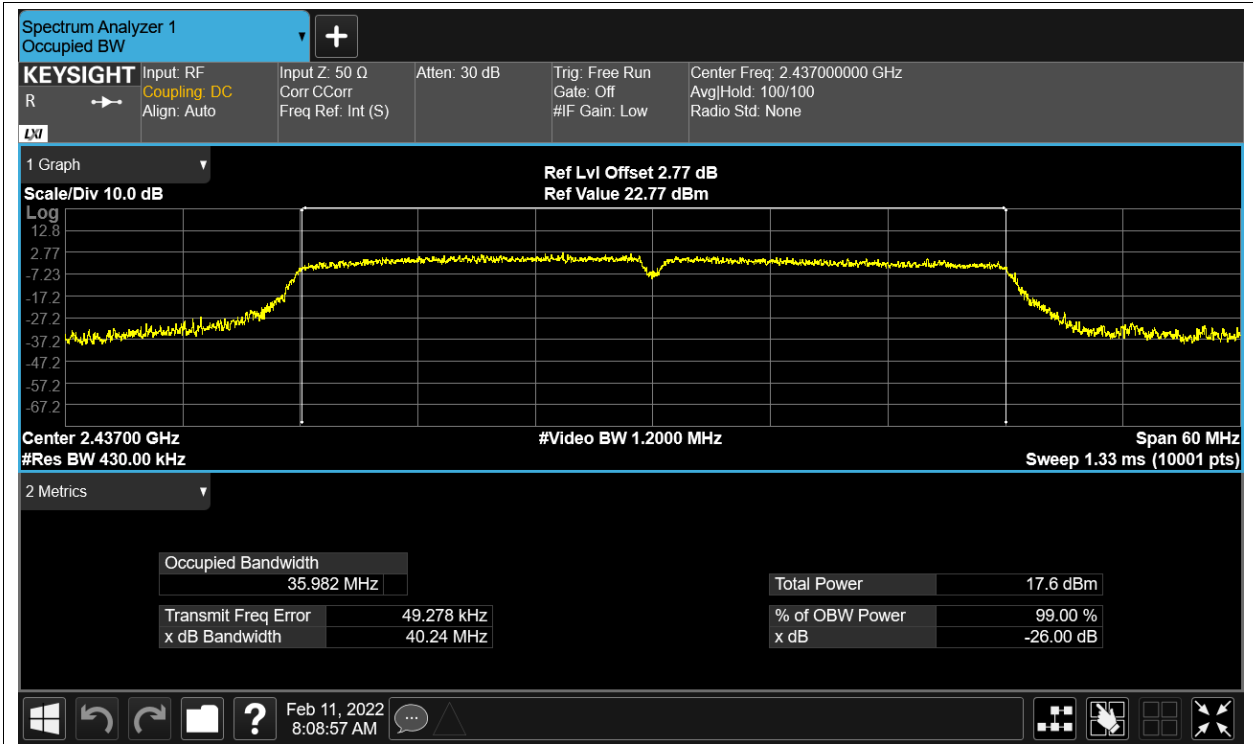 Spectrum Analyzer 1
Occupied BW
KEYSIGHT
R
LXI
Input: RF
Coupling: DC
Align: Auto
Input Z: 50 Ω
Corr CCorr
Freq Ref: Int (S)
Atten: 30 dB
Trig: Free Run
Gate: Off
#IF Gain: Low
Center Freq: 2.437000000 GHz
Avg|Hold: 100/100
Radio Std: None
1 Graph
Scale/Div 10.0 dB
Ref Lvl Offset 2.77 dB
Ref Value 22.77 dBm
Log
12.8
2.77
-7.23
-17.2
-27.2
-37.2
-47.2
-57.2
-67.2
Center 2.43700 GHz
#Res BW 430.00 kHz
#Video BW 1.2000 MHz
Span 60 MHz
Sweep 1.33 ms (10001 pts)
2 Metrics
Occupied Bandwidth
35.982 MHz
Transmit Freq Error 49.278 kHz
x dB Bandwidth 40.24 MHz
Total Power 17.6 dBm
% of OBW Power 99.00 %
x dB -26.00 dB
?
Feb 11, 2022
8:08:57 AM